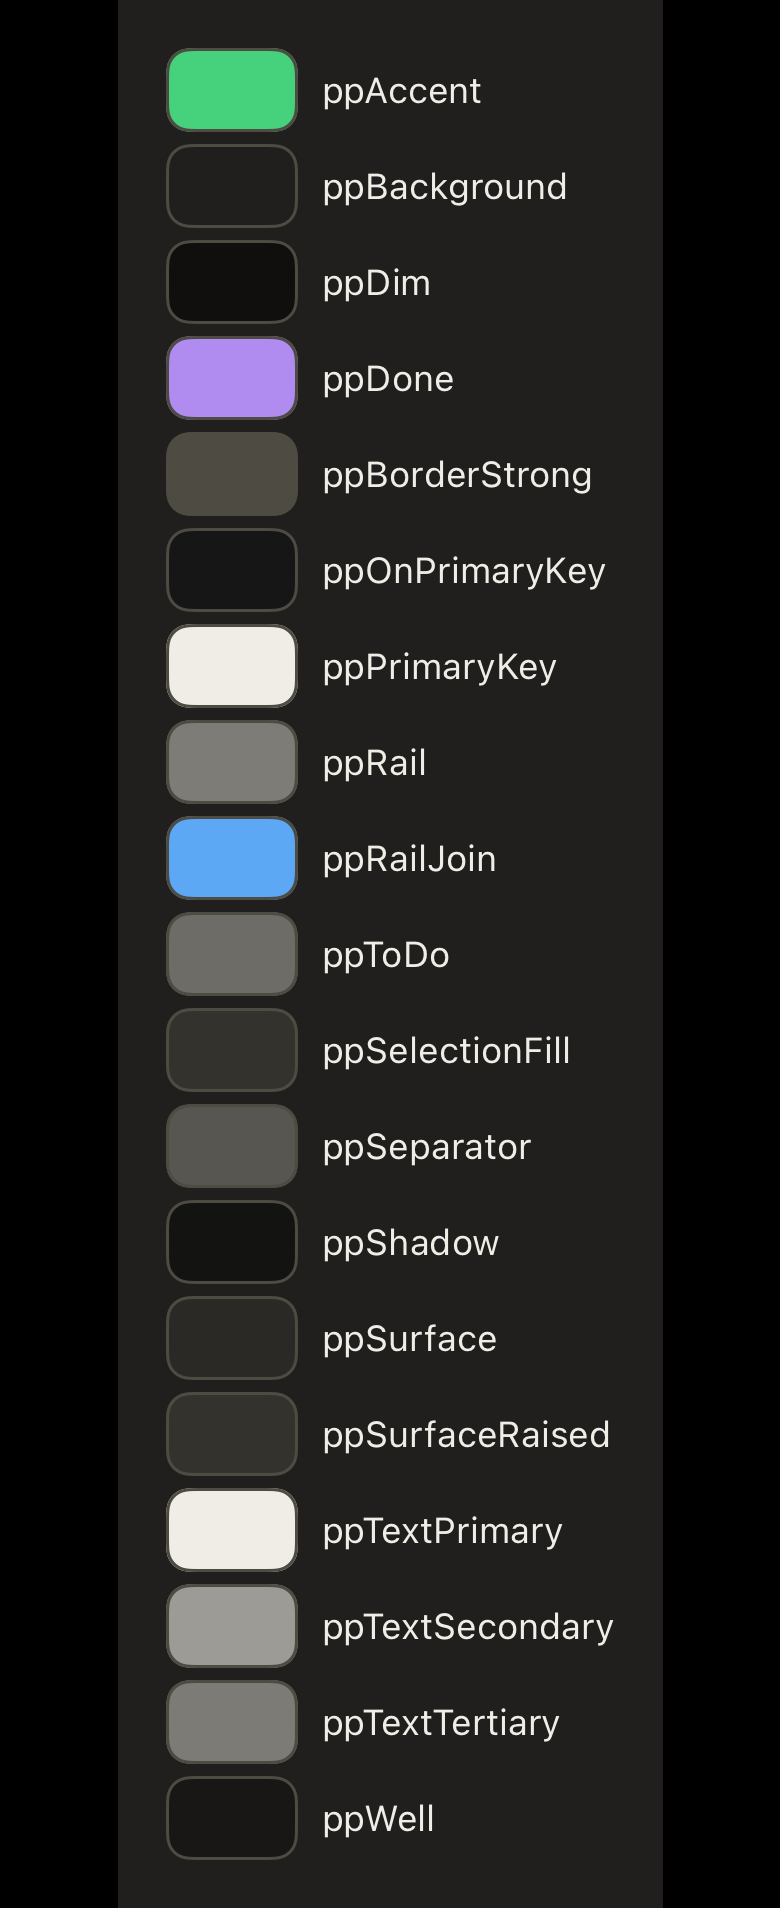 ppAccent
ppBackground
ppDim
ppDone
ppBorderStrong
ppOnPrimaryKey
ppPrimaryKey
ppRail
ppRailJoin
ppToDo
ppSelectionFill
ppSeparator
ppShadow
ppSurface
ppSurfaceRaised
ppTextPrimary
ppTextSecondary
ppTextTertiary
ppWell